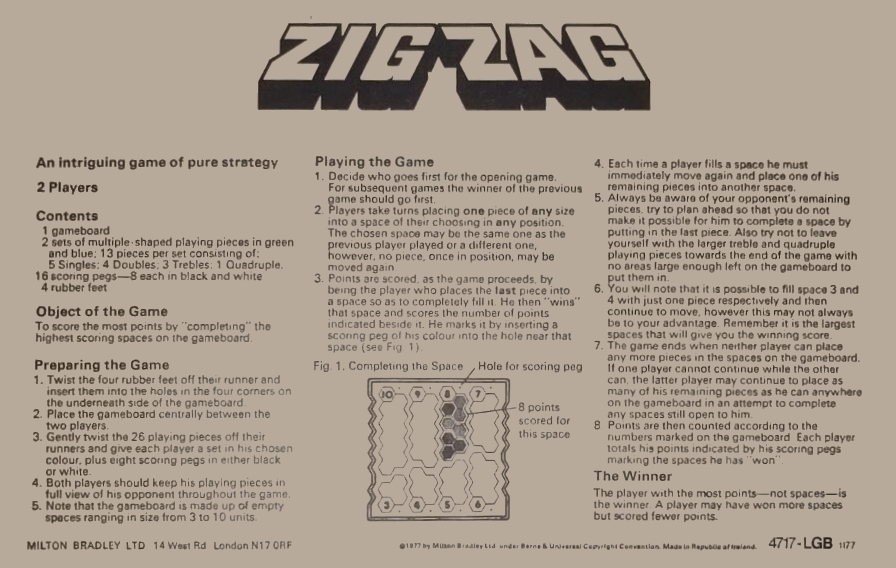 ZIG-ZAG
An intriguing game of pure strategy
2 Players
Contents
1 gameboard
2 sets of multiple-shaped playing pieces in green
and blue; 13 pieces per set consisting of;
5 Singles; 4 Doubles; 3 Trebles; 1 Quadruple.
16 scoring pegs—8 each in black and white
4 rubber feet
Object of the Game
To score the most points by "completing" the
highest scoring spaces on the gameboard.
Preparing the Game
1. Twist the four rubber feet off their runner and
insert them into the holes in the four corners on
the underneath side of the gameboard.
2. Place the gameboard centrally between the
two players.
3. Gently twist the 26 playing pieces off their
runners and give each player a set in his chosen
colour, plus eight scoring pegs in either black
or white.
4. Both players should keep his playing pieces in
full view of his opponent throughout the game.
5. Note that the gameboard is made up of empty
spaces ranging in size from 3 to 10 units.
Playing the Game
1. Decide who goes first for the opening game.
For subsequent games the winner of the previous
game should go first.
2. Players take turns placing one piece of any size
into a space of their choosing in any position.
The chosen space may be the same one as the
previous player played or a different one,
however, no piece, once in position, may be
moved again
3. Points are scored, as the game proceeds, by
being the player who places the last piece into
a space so as to completely fill it. He then "wins"
that space and scores the number of points
indicated beside it. He marks it by inserting a
scoring peg of his colour into the hole near that
space (see Fig. 1).
Fig. 1. Completing the Space
Hole for scoring peg
10 9 8 7
8 points
scored for
this space
3 4 5 6
4. Each time a player fills a space he must
immediately move again and place one of his
remaining pieces into another space.
5. Always be aware of your opponent's remaining
pieces, try to plan ahead so that you do not
make it possible for him to complete a space by
putting in the last piece. Also try not to leave
yourself with the larger treble and quadruple
playing pieces towards the end of the game with
no areas large enough left on the gameboard to
put them in.
6. You will note that it is possible to fill space 3 and
4 with just one piece respectively and then
continue to move, however this may not always
be to your advantage. Remember it is the largest
spaces that will give you the winning score.
7. The game ends when neither player can place
any more pieces in the spaces on the gameboard.
If one player cannot continue while the other
can, the latter player may continue to place as
many of his remaining pieces as he can anywhere
on the gameboard in an attempt to complete
any spaces still open to him.
8 Points are then counted according to the
numbers marked on the gameboard. Each player
totals his points indicated by his scoring pegs
marking the spaces he has "won".
The Winner
The player with the most points—not spaces—is
the winner. A player may have won more spaces
but scored fewer points.
MILTON BRADLEY LTD 14 West Rd London N17 0RF
©1977 by Milton Bradley Ltd. under Berne & Universal Copyright Convention. Made in Republic of Ireland. 4717-LGB 1177